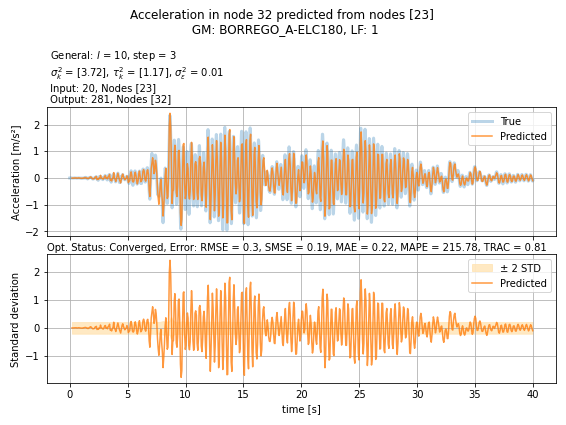 Acceleration in node 32 predicted from nodes [23]
GM: BORREGO_A-ELC180, LF: 1
General: l = 10, step = 3
σ²ₖ = [3.72], τ²ₖ = [1.17], σ²ε = 0.01
Input: 20, Nodes [23]
Output: 281, Nodes [32]
Acceleration [m/s²]
2
1
0
−1
−2
True
Predicted
Opt. Status: Converged, Error: RMSE = 0.3, SMSE = 0.19, MAE = 0.22, MAPE = 215.78, TRAC = 0.81
Standard deviation
2
1
0
−1
± 2 STD
Predicted
0 5 10 15 20 25 30 35 40
time [s]